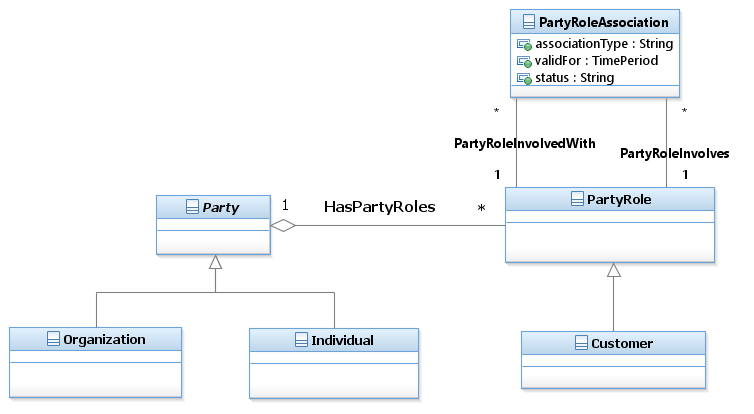 PartyRoleAssociation
associationType : String
validFor : TimePeriod
status : String
* *
PartyRoleInvolvedWith
PartyRoleInvolves
1 1
Party
1 HasPartyRoles *
PartyRole
Organization
Individual
Customer